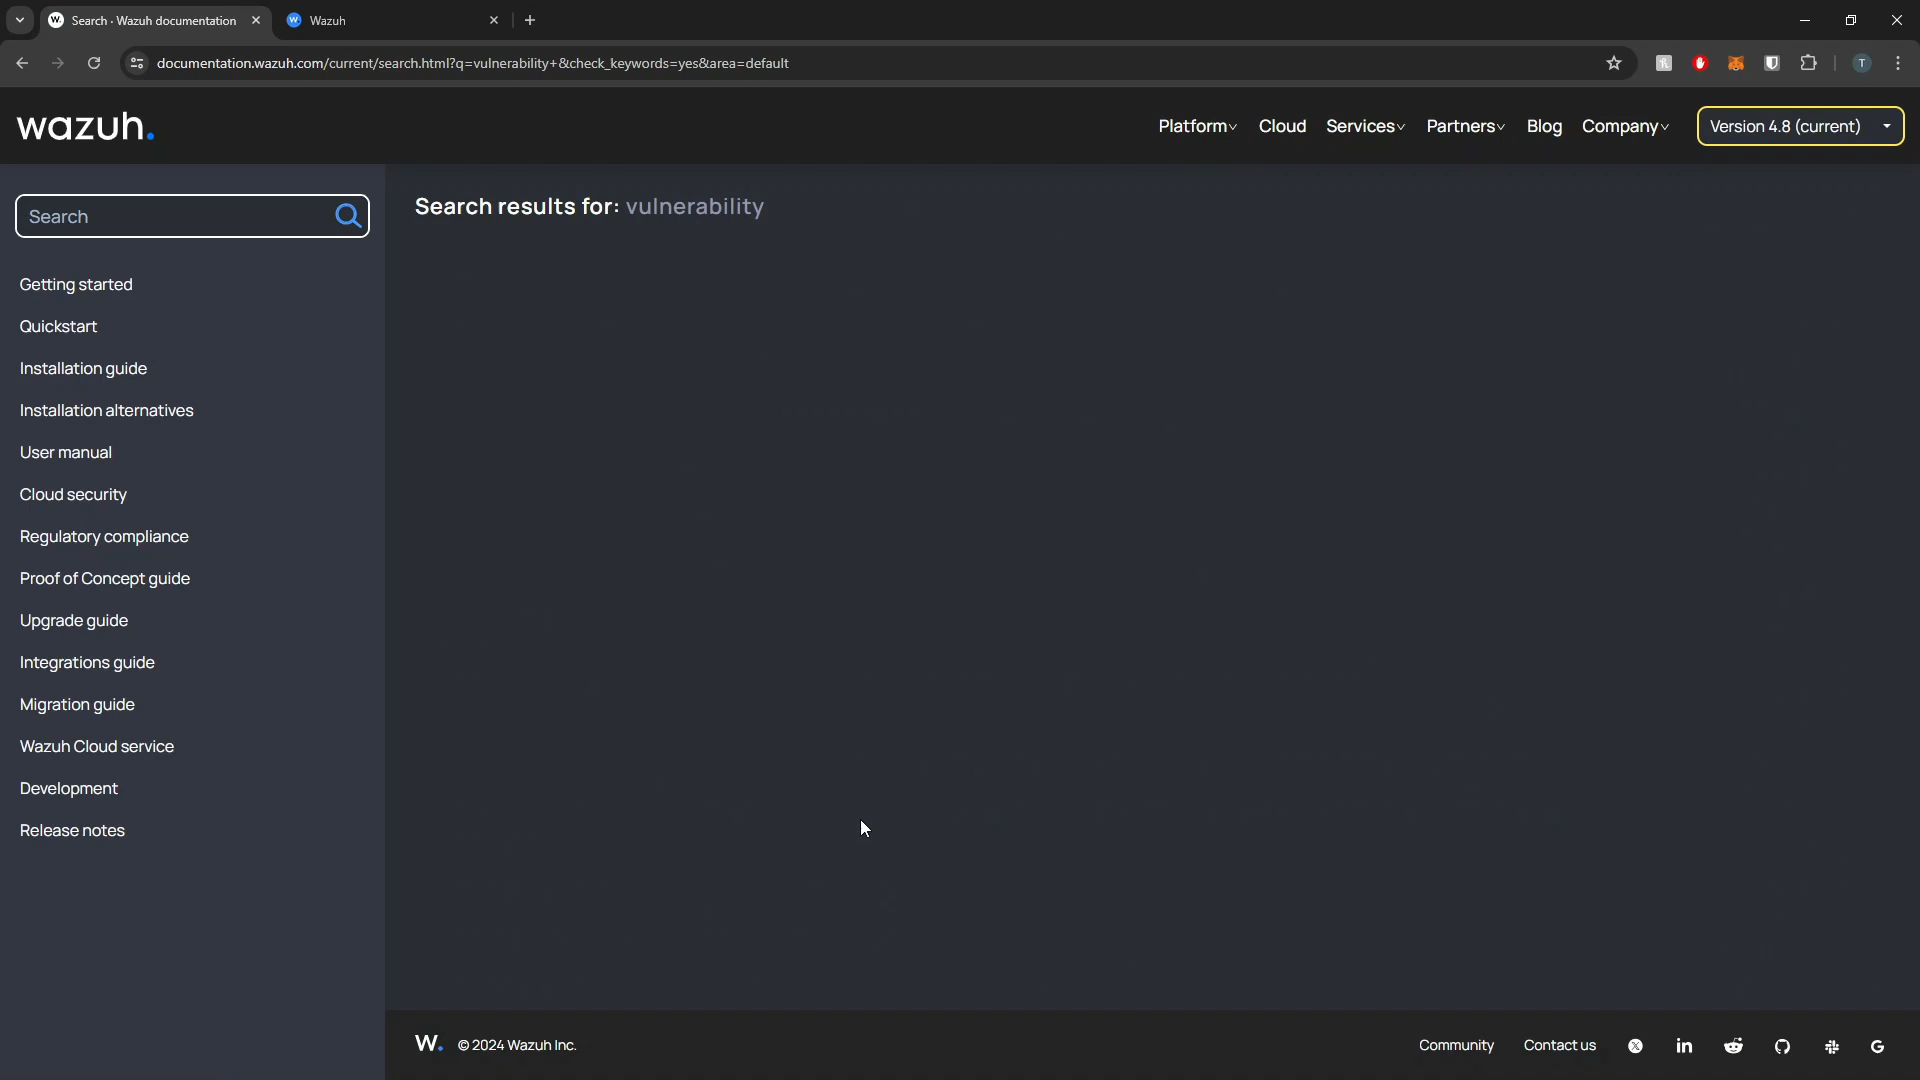 Search · Wazuh documentation
Wazuh
documentation.wazuh.com/current/search.html?q=vulnerability+&check_keywords=yes&area=default
T
wazuh.
Platform
Cloud
Services
Partners
Blog
Company
Version 4.8 (current)
Search
Search results for: vulnerability
Getting started
Quickstart
Installation guide
Installation alternatives
User manual
Cloud security
Regulatory compliance
Proof of Concept guide
Upgrade guide
Integrations guide
Migration guide
Wazuh Cloud service
Development
Release notes
W.
© 2024 Wazuh Inc.
Community
Contact us